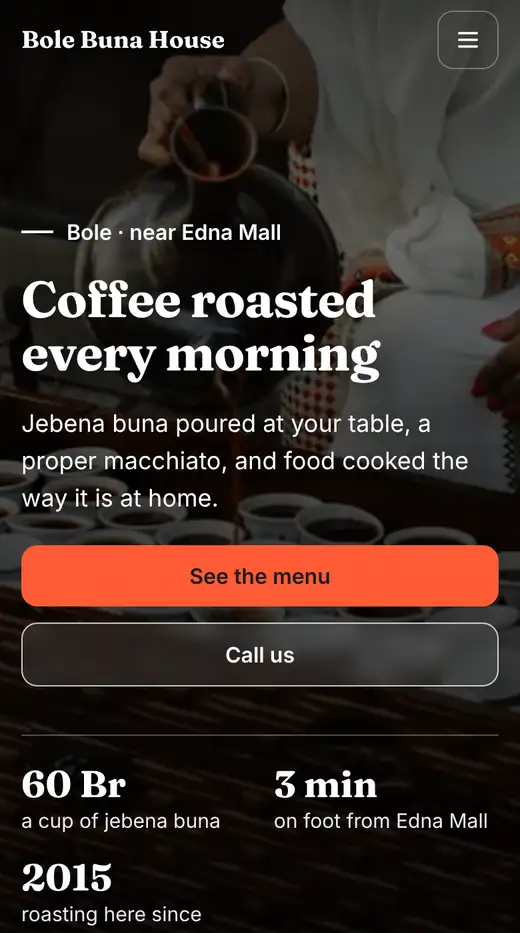 Bole Buna House
Bole · near Edna Mall
Coffee roasted
every morning
Jebena buna poured at your table, a
proper macchiato, and food cooked the
way it is at home.
See the menu
Call us
60 Br
a cup of jebena buna
3 min
on foot from Edna Mall
2015
roasting here since